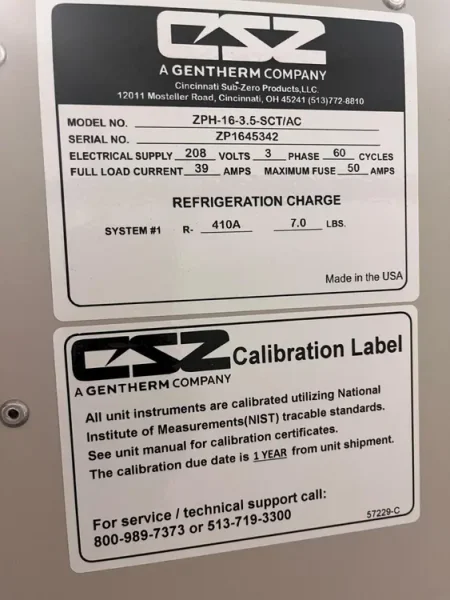 CSZ
A GENTHERM COMPANY
Cincinnati Sub-Zero Products,LLC.
12011 Mosteller Road, Cincinnati, OH 45241 (513)772-8810
MODEL NO. ZPH-16-3.5-SCT/AC
SERIAL NO. ZP1645342
ELECTRICAL SUPPLY 208 VOLTS 3 PHASE 60 CYCLES
FULL LOAD CURRENT 39 AMPS MAXIMUM FUSE 50 AMPS
REFRIGERATION CHARGE
SYSTEM #1 R- 410A 7.0 LBS.
Made in the USA
CSZ Calibration Label
A GENTHERM COMPANY
All unit instruments are calibrated utilizing National
Institute of Measurements(NIST) tracable standards.
See unit manual for calibration certificates.
The calibration due date is 1 YEAR from unit shipment.
For service / technical support call:
800-989-7373 or 513-719-3300
57229-C